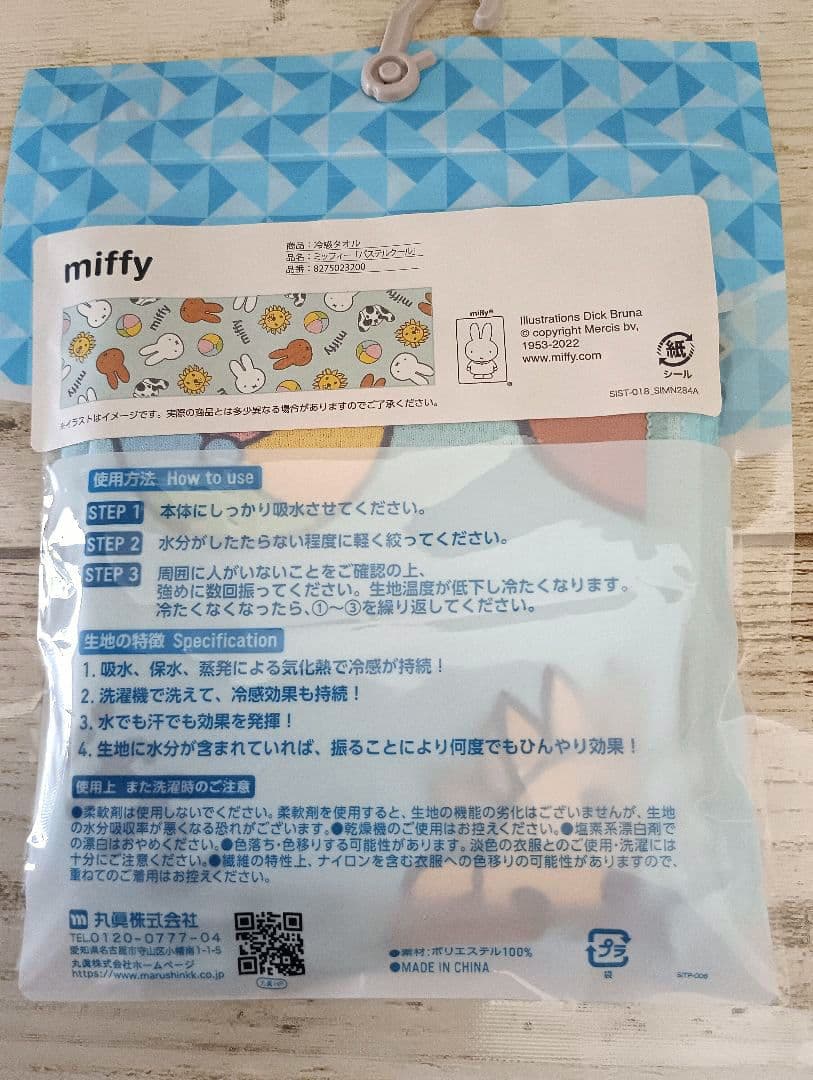 miffy
商品：冷感タオル
品名：ミッフィー「パステルクール」
品番：8275023200
miffy
miffy
miffy
miffy
※イラストはイメージです。実際の商品とは多少異なる場合がありますのでご了承ください。
miffy®
Illustrations Dick Bruna
© copyright Mercis bv,
1953-2022
www.miffy.com
紙
シール
SIST-018_SIMN284A
使用方法 How to use
STEP 1 本体にしっかり吸水させてください。
STEP 2 水分がしたたらない程度に軽く絞ってください。
STEP 3 周囲に人がいないことをご確認の上、
強めに数回振ってください。生地温度が低下し冷たくなります。
冷たくなくなったら、①〜③を繰り返してください。
生地の特徴 Specification
1. 吸水、保水、蒸発による気化熱で冷感が持続！
2. 洗濯機で洗えて、冷感効果も持続！
3. 水でも汗でも効果を発揮！
4. 生地に水分が含まれていれば、振ることにより何度でもひんやり効果！
使用上 また洗濯時のご注意
●柔軟剤は使用しないでください。柔軟剤を使用すると、生地の機能の劣化はございませんが、生地
の水分吸収率が悪くなる恐れがございます。●乾燥機のご使用はお控えください。●塩素系漂白剤で
の漂白はおやめください。●色落ち・色移りする可能性があります。淡色の衣服とのご使用・洗濯には
十分にご注意ください。●繊維の特性上、ナイロンを含む衣服への色移りの可能性がありますので、
重ねてのご着用はお控えください。
m 丸眞株式会社
TEL0120-0777-04
愛知県名古屋市守山区小幡南1-1-5
丸眞株式会社ホームページ
https://www.marushinkk.co.jp
丸眞HP
●素材：ポリエステル100%
●MADE IN CHINA
プラ
袋
SITP-006